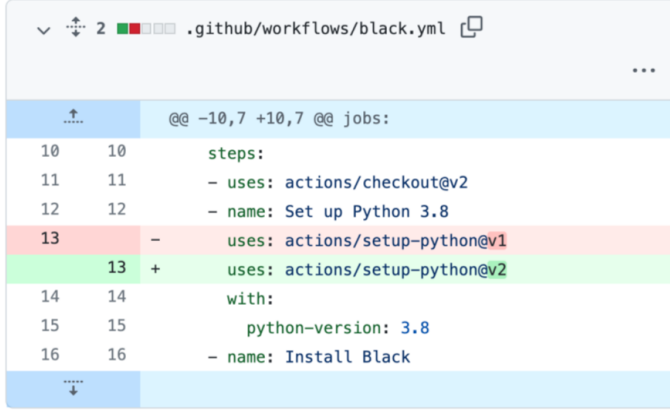 2 .github/workflows/black.yml
...
@@ -10,7 +10,7 @@ jobs:
10 10 steps:
11 11 - uses: actions/checkout@v2
12 12 - name: Set up Python 3.8
13 - uses: actions/setup-python@v1
13 + uses: actions/setup-python@v2
14 14 with:
15 15 python-version: 3.8
16 16 - name: Install Black